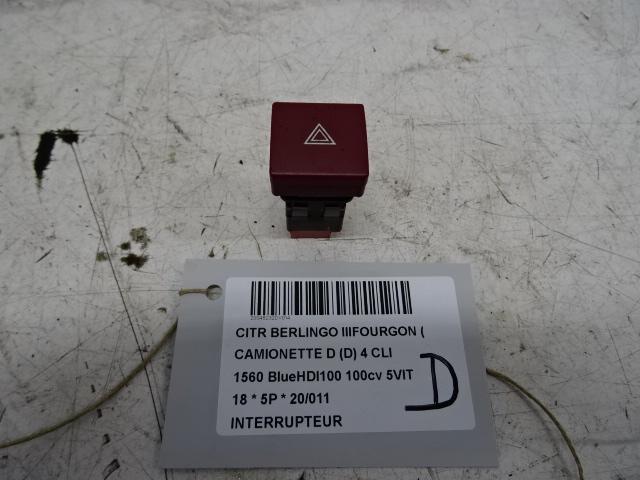 CITR BERLINGO IIIFOURGON (
CAMIONETTE D (D) 4 CLI
1560 BlueHDI100 100cv 5VIT
18 * 5P * 20/011
INTERRUPTEUR
D